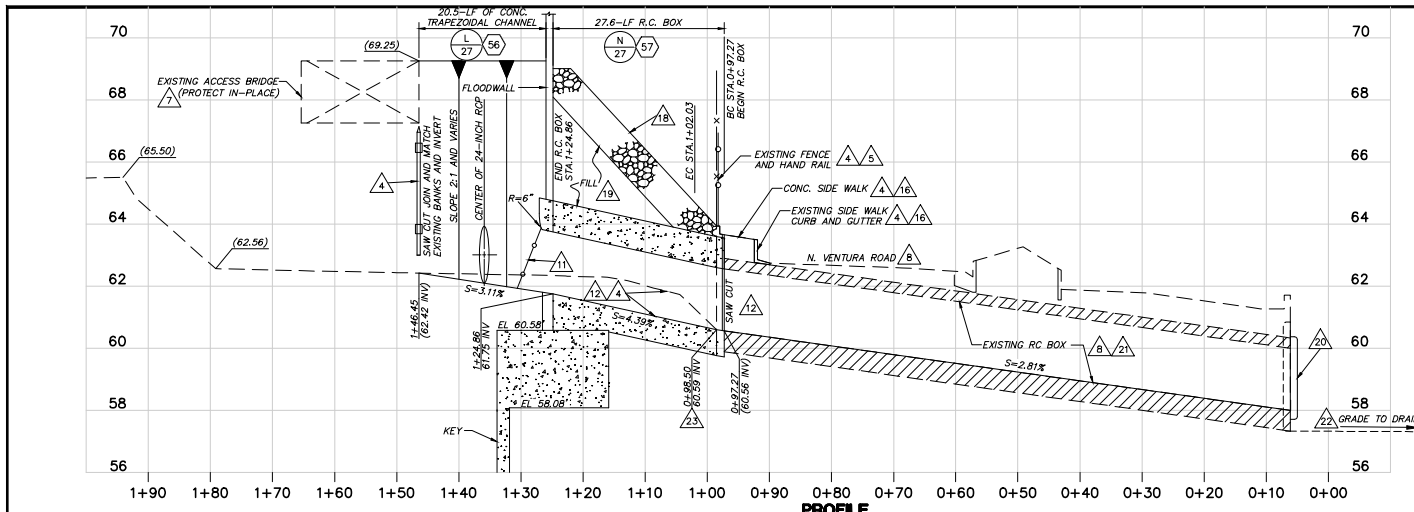 20.5-LF OF CONC.
TRAPEZOIDAL CHANNEL
27.6-LF R.C. BOX
L
27
56
N
27
57
70
68
66
64
62
60
58
56
70
68
66
64
62
60
58
56
(69.25)
EXISTING ACCESS BRIDGE
(PROTECT IN-PLACE)
7
(65.50)
(62.56)
4
SAW CUT JOIN AND MATCH
EXISTING BANKS AND INVERT
SLOPE 2:1 AND VARIES
CENTER OF 24-INCH RCP
FLOODWALL
R=6"
END R.C. BOX
STA.1+24.86
FILL
19
18
EC STA.1+02.03
BC STA.0+97.27
BEGIN R.C. BOX
EXISTING FENCE
AND HAND RAIL
4
5
CONC. SIDE WALK
4
16
EXISTING SIDE WALK
CURB AND GUTTER
4
16
N. VENTURA ROAD
8
11
12
4
S=3.11%
S=4.39%
1+46.45
(62.42 INV)
1+24.86
61.75 INV
EL 60.58'
EL 58.08'
KEY
SAW CUT
12
0+98.50
60.59 INV
23
0+97.27
(60.56 INV)
EXISTING RC BOX
8
21
S=2.81%
20
22
GRADE TO DRAI
1+90
1+80
1+70
1+60
1+50
1+40
1+30
1+20
1+10
1+00
0+90
0+80
0+70
0+60
0+50
0+40
0+30
0+20
0+10
0+00
PROFILE